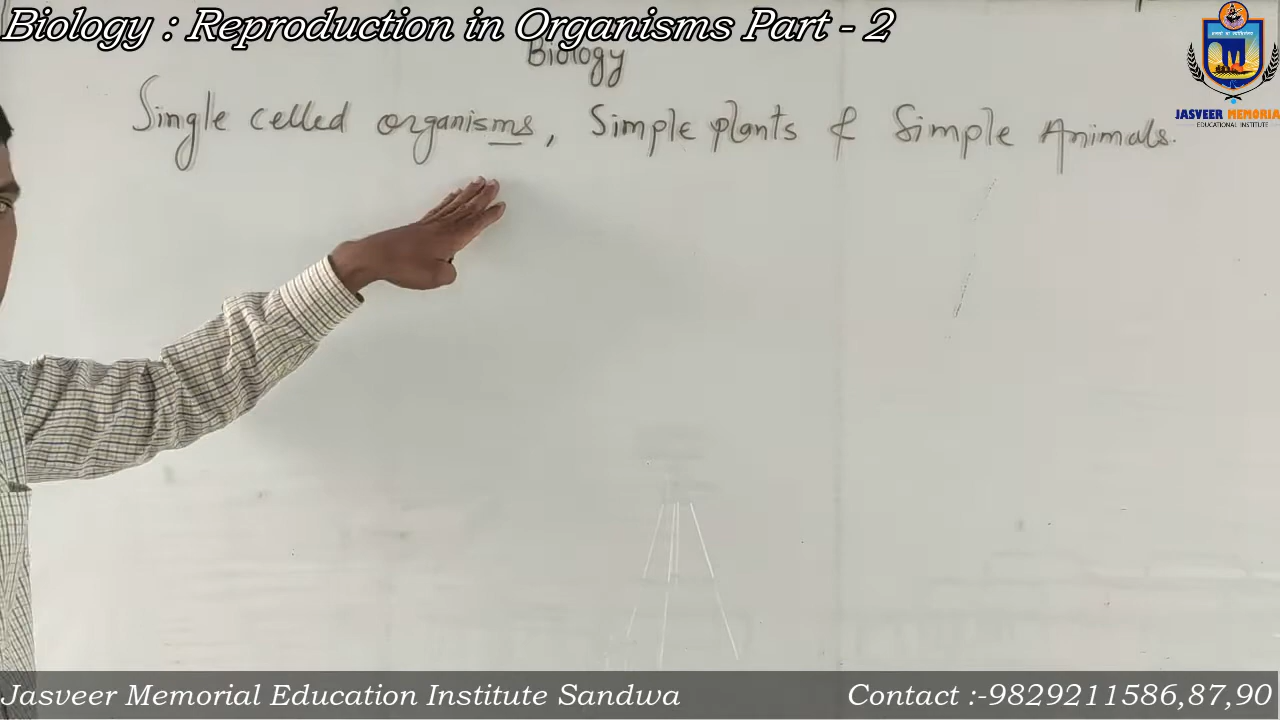 Biology : Reproduction in Organisms Part - 2
Biology
Single celled organisms, Simple plants & Simple Animals.
JASVEER MEMORIAL
EDUCATIONAL INSTITUTE
Jasveer Memorial Education Institute Sandwa
Contact :-9829211586,87,90